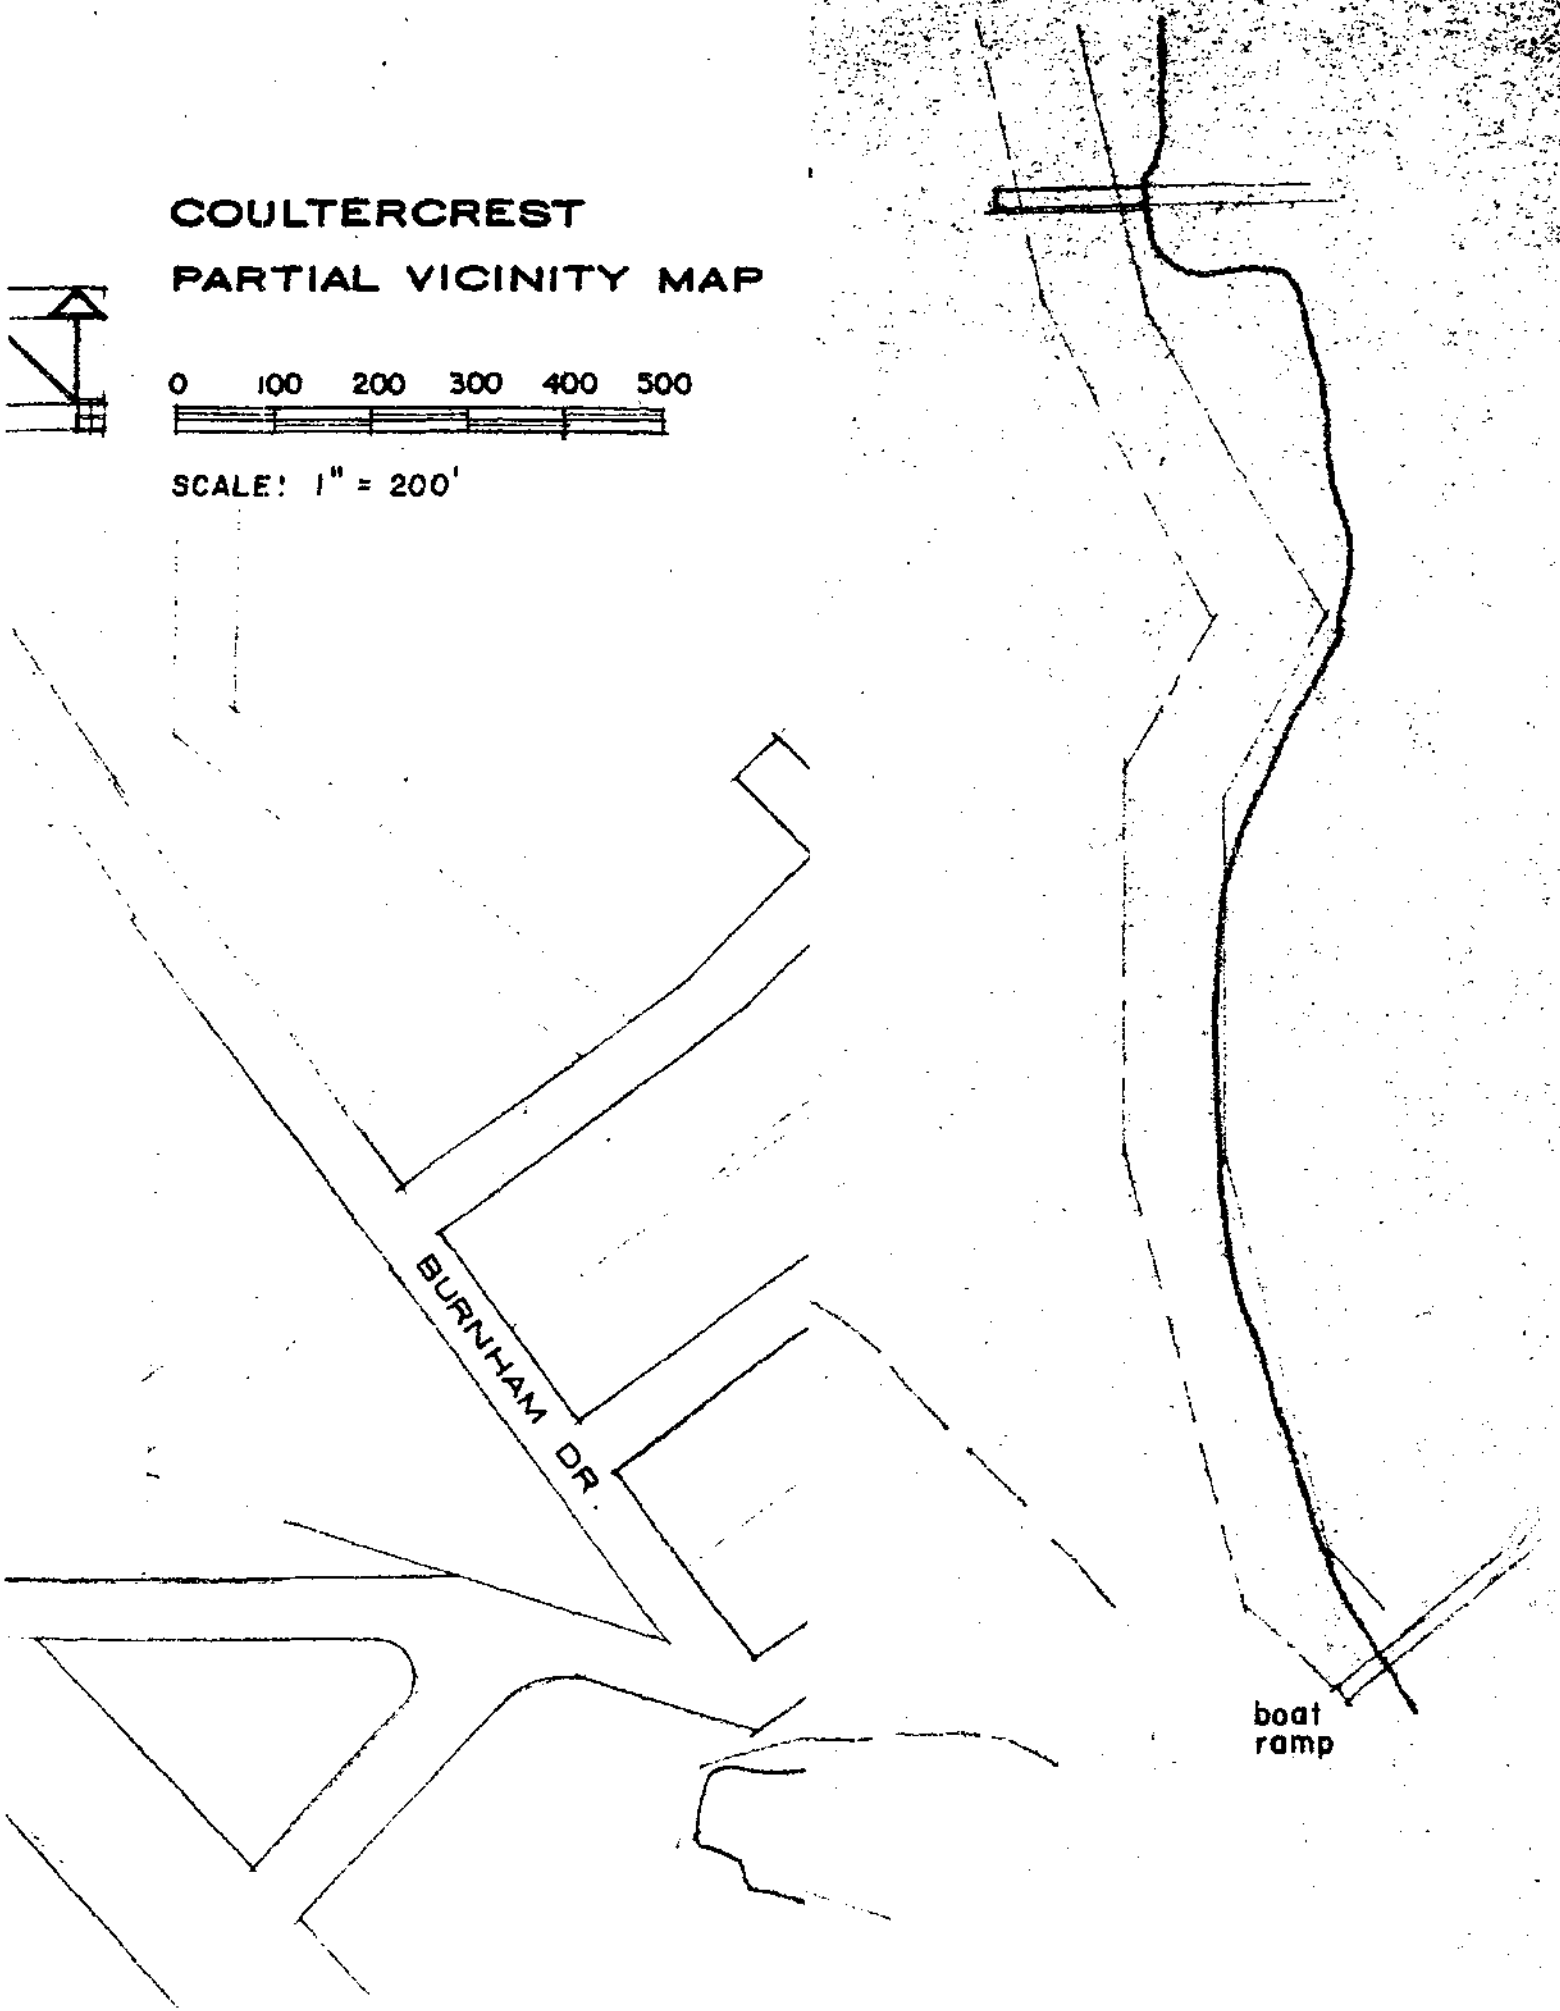 COULTERCREST
PARTIAL VICINITY MAP
0 100 200 300 400 500
SCALE: 1" = 200'
BURNHAM DR.
boat
ramp